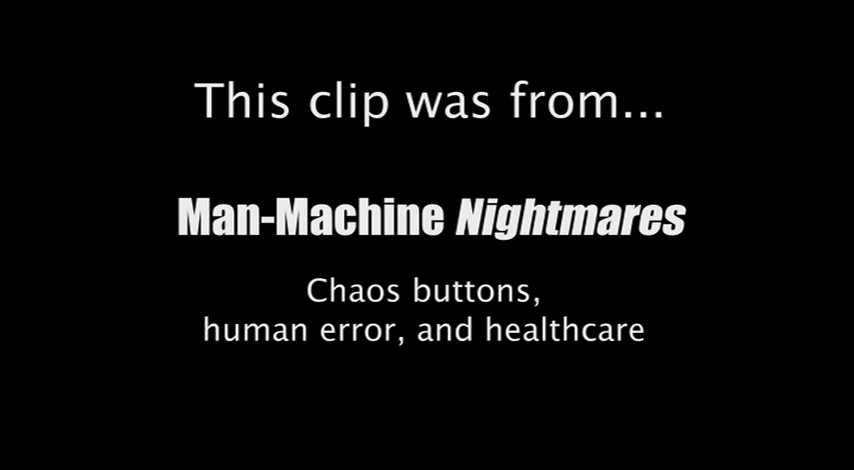 This clip was from...
Man-Machine Nightmares
Chaos buttons,
human error, and healthcare